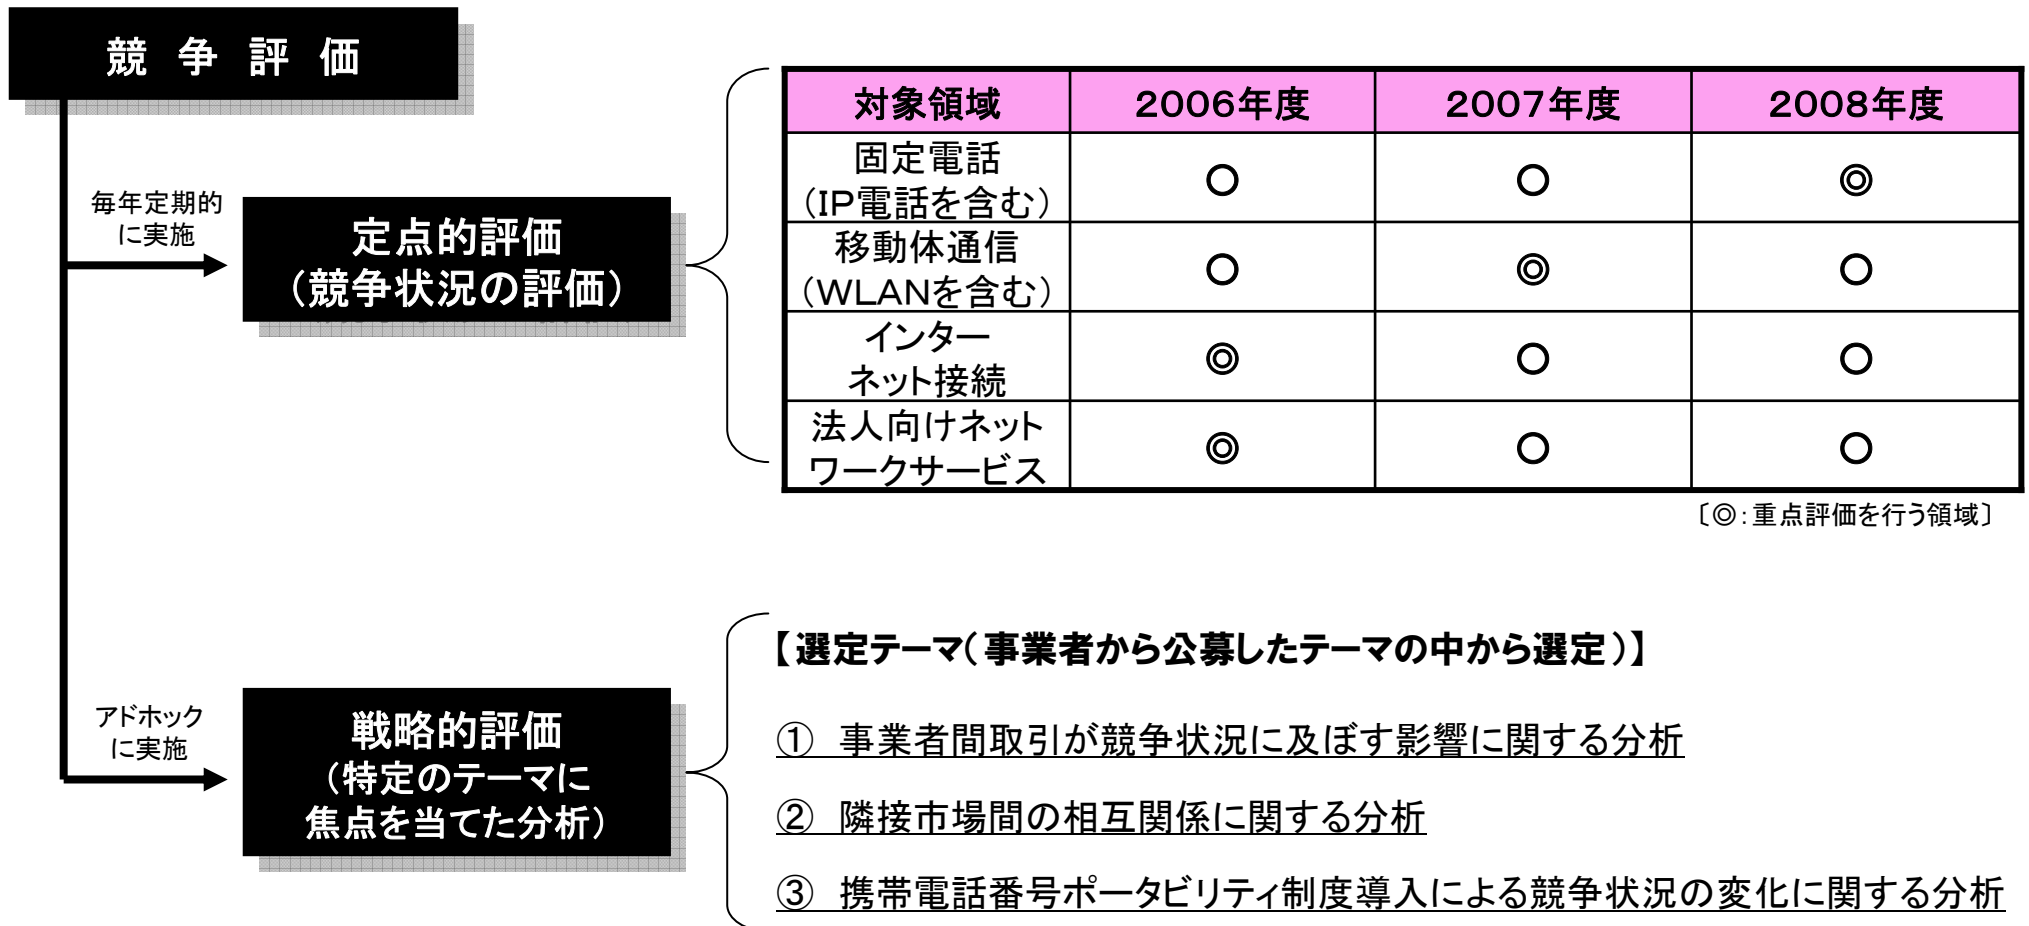 競 争 評 価
毎年定期的
に実施
定点的評価
（競争状況の評価）
対象領域 2006年度 2007年度 2008年度
固定電話
（IP電話を含む） ○ ○ ◎
移動体通信
（WLANを含む） ○ ◎ ○
インター
ネット接続 ◎ ○ ○
法人向けネット
ワークサービス ◎ ○ ○
〔◎：重点評価を行う領域〕
アドホック
に実施
戦略的評価
（特定のテーマに
焦点を当てた分析）
【選定テーマ（事業者から公募したテーマの中から選定）】
① 事業者間取引が競争状況に及ぼす影響に関する分析
② 隣接市場間の相互関係に関する分析
③ 携帯電話番号ポータビリティ制度導入による競争状況の変化に関する分析